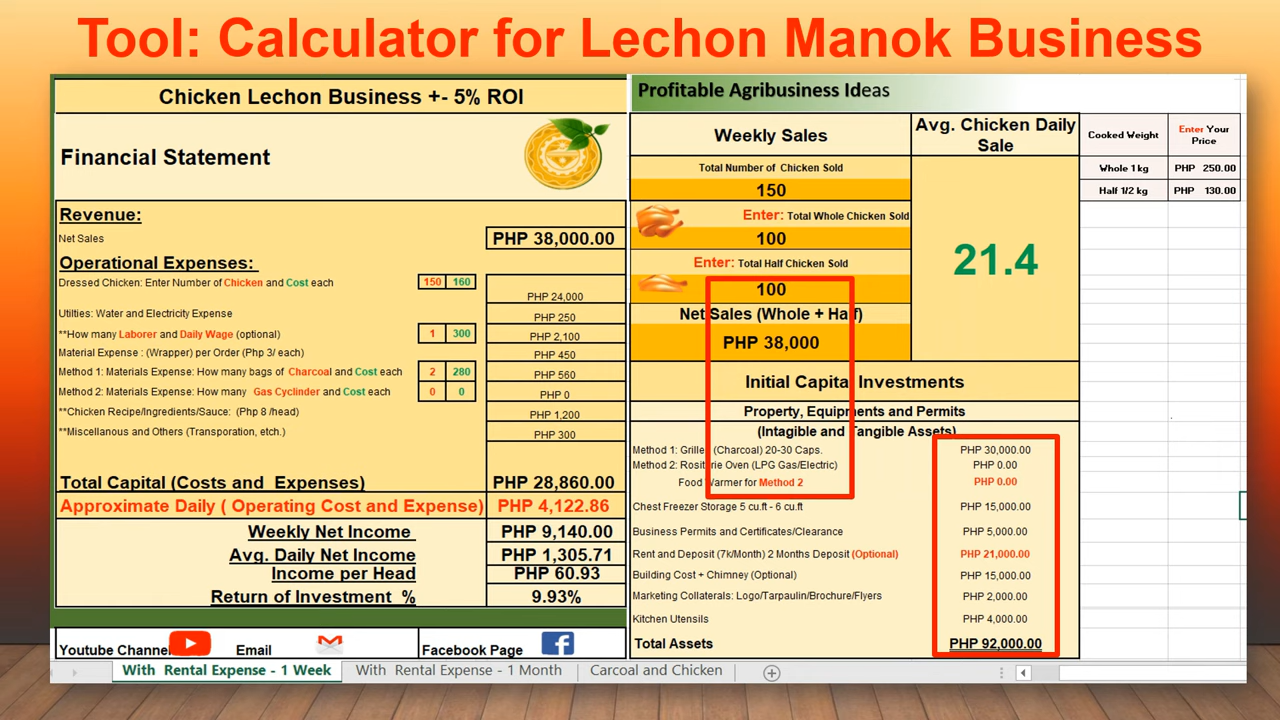 Tool: Calculator for Lechon Manok Business
Chicken Lechon Business +- 5% ROI
Financial Statement
Revenue:
Net Sales PHP 38,000.00
Operational Expenses:
Dressed Chicken: Enter Number of Chicken and Cost each 150 160 PHP 24,000
Utilties: Water and Electricity Expense PHP 250
**How many Laborer and Daily Wage (optional) 1 300 PHP 2,100
Material Expense : (Wrapper) per Order (Php 3/ each) PHP 450
Method 1: Materials Expense: How many bags of Charcoal and Cost each 2 280 PHP 560
Method 2: Materials Expense: How many Gas Cyclinder and Cost each 0 0 PHP 0
**Chicken Recipe/Ingredients/Sauce: (Php 8 /head) PHP 1,200
**Miscellaneous and Others (Transporation, etch.) PHP 300
Total Capital (Costs and Expenses) PHP 28,860.00
Approximate Daily ( Operating Cost and Expense) PHP 4,122.86
Weekly Net Income PHP 9,140.00
Avg. Daily Net Income PHP 1,305.71
Income per Head PHP 60.93
Return of Investment % 9.93%
Youtube Channel Email Facebook Page
Profitable Agribusiness Ideas
Weekly Sales
Total Number of Chicken Sold
150
Enter: Total Whole Chicken Sold
100
Enter: Total Half Chicken Sold
100
Net Sales (Whole + Half)
PHP 38,000
Avg. Chicken Daily
Sale
21.4
Cooked Weight Enter Your Price
Whole 1 kg PHP 250.00
Half 1/2 kg PHP 130.00
Initial Capital Investments
Property, Equipments and Permits
(Intagible and Tangible Assets)
Method 1: Griller (Charcoal) 20-30 Caps. PHP 30,000.00
Method 2: Rositirie Oven (LPG Gas/Electric) PHP 0.00
Food Warmer for Method 2 PHP 0.00
Chest Freezer Storage 5 cu.ft - 6 cu.ft PHP 15,000.00
Business Permits and Certificates/Clearance PHP 5,000.00
Rent and Deposit (7k/Month) 2 Months Deposit (Optional) PHP 21,000.00
Building Cost + Chimney (Optional) PHP 15,000.00
Marketing Collaterals: Logo/Tarpaulin/Brochure/Flyers PHP 2,000.00
Kitchen Utensils PHP 4,000.00
Total Assets PHP 92,000.00
With Rental Expense - 1 Week With Rental Expense - 1 Month Carcoal and Chicken